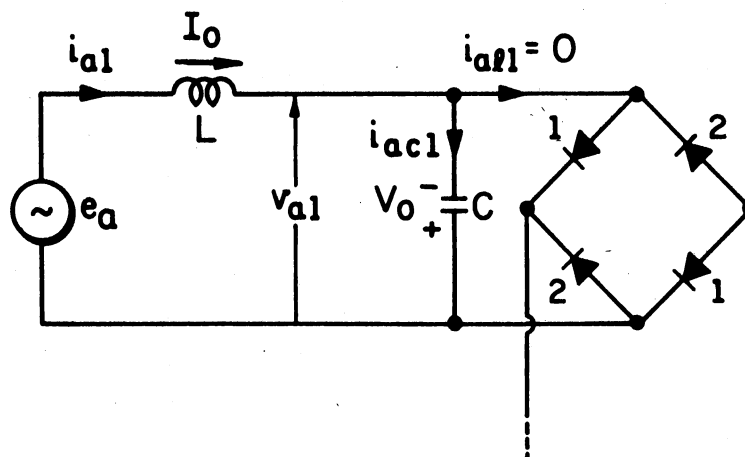 i_a1
I_0
i_aℓ1 = 0
L
1
2
i_ac1
e_a
v_a1
V_0
−
+
C
2
1
~